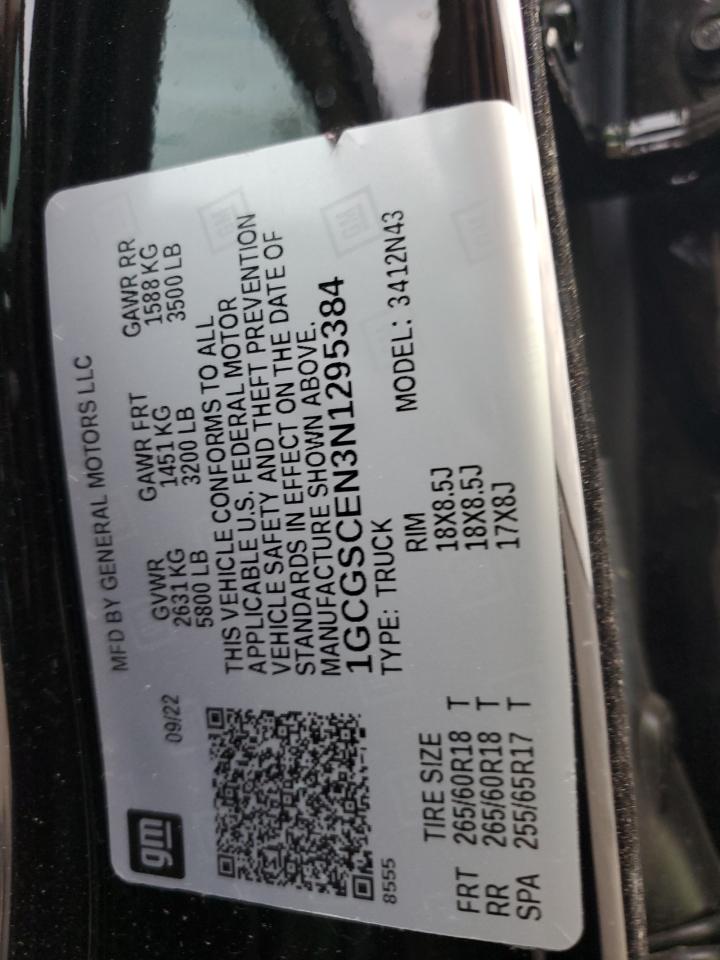 gm
09/22
MFD BY GENERAL MOTORS LLC
GVWR GAWR FRT GAWR RR
2631 KG 1451 KG 1588 KG
5800 LB 3200 LB 3500 LB
THIS VEHICLE CONFORMS TO ALL
APPLICABLE U.S. FEDERAL MOTOR
VEHICLE SAFETY AND THEFT PREVENTION
STANDARDS IN EFFECT ON THE DATE OF
MANUFACTURE SHOWN ABOVE.
1GCGSCEN3N1295384
TYPE: TRUCK MODEL: 3412N43
8555
TIRE SIZE RIM
FRT 265/60R18 T 18X8.5J
RR 265/60R18 T 18X8.5J
SPA 255/65R17 T 17X8J